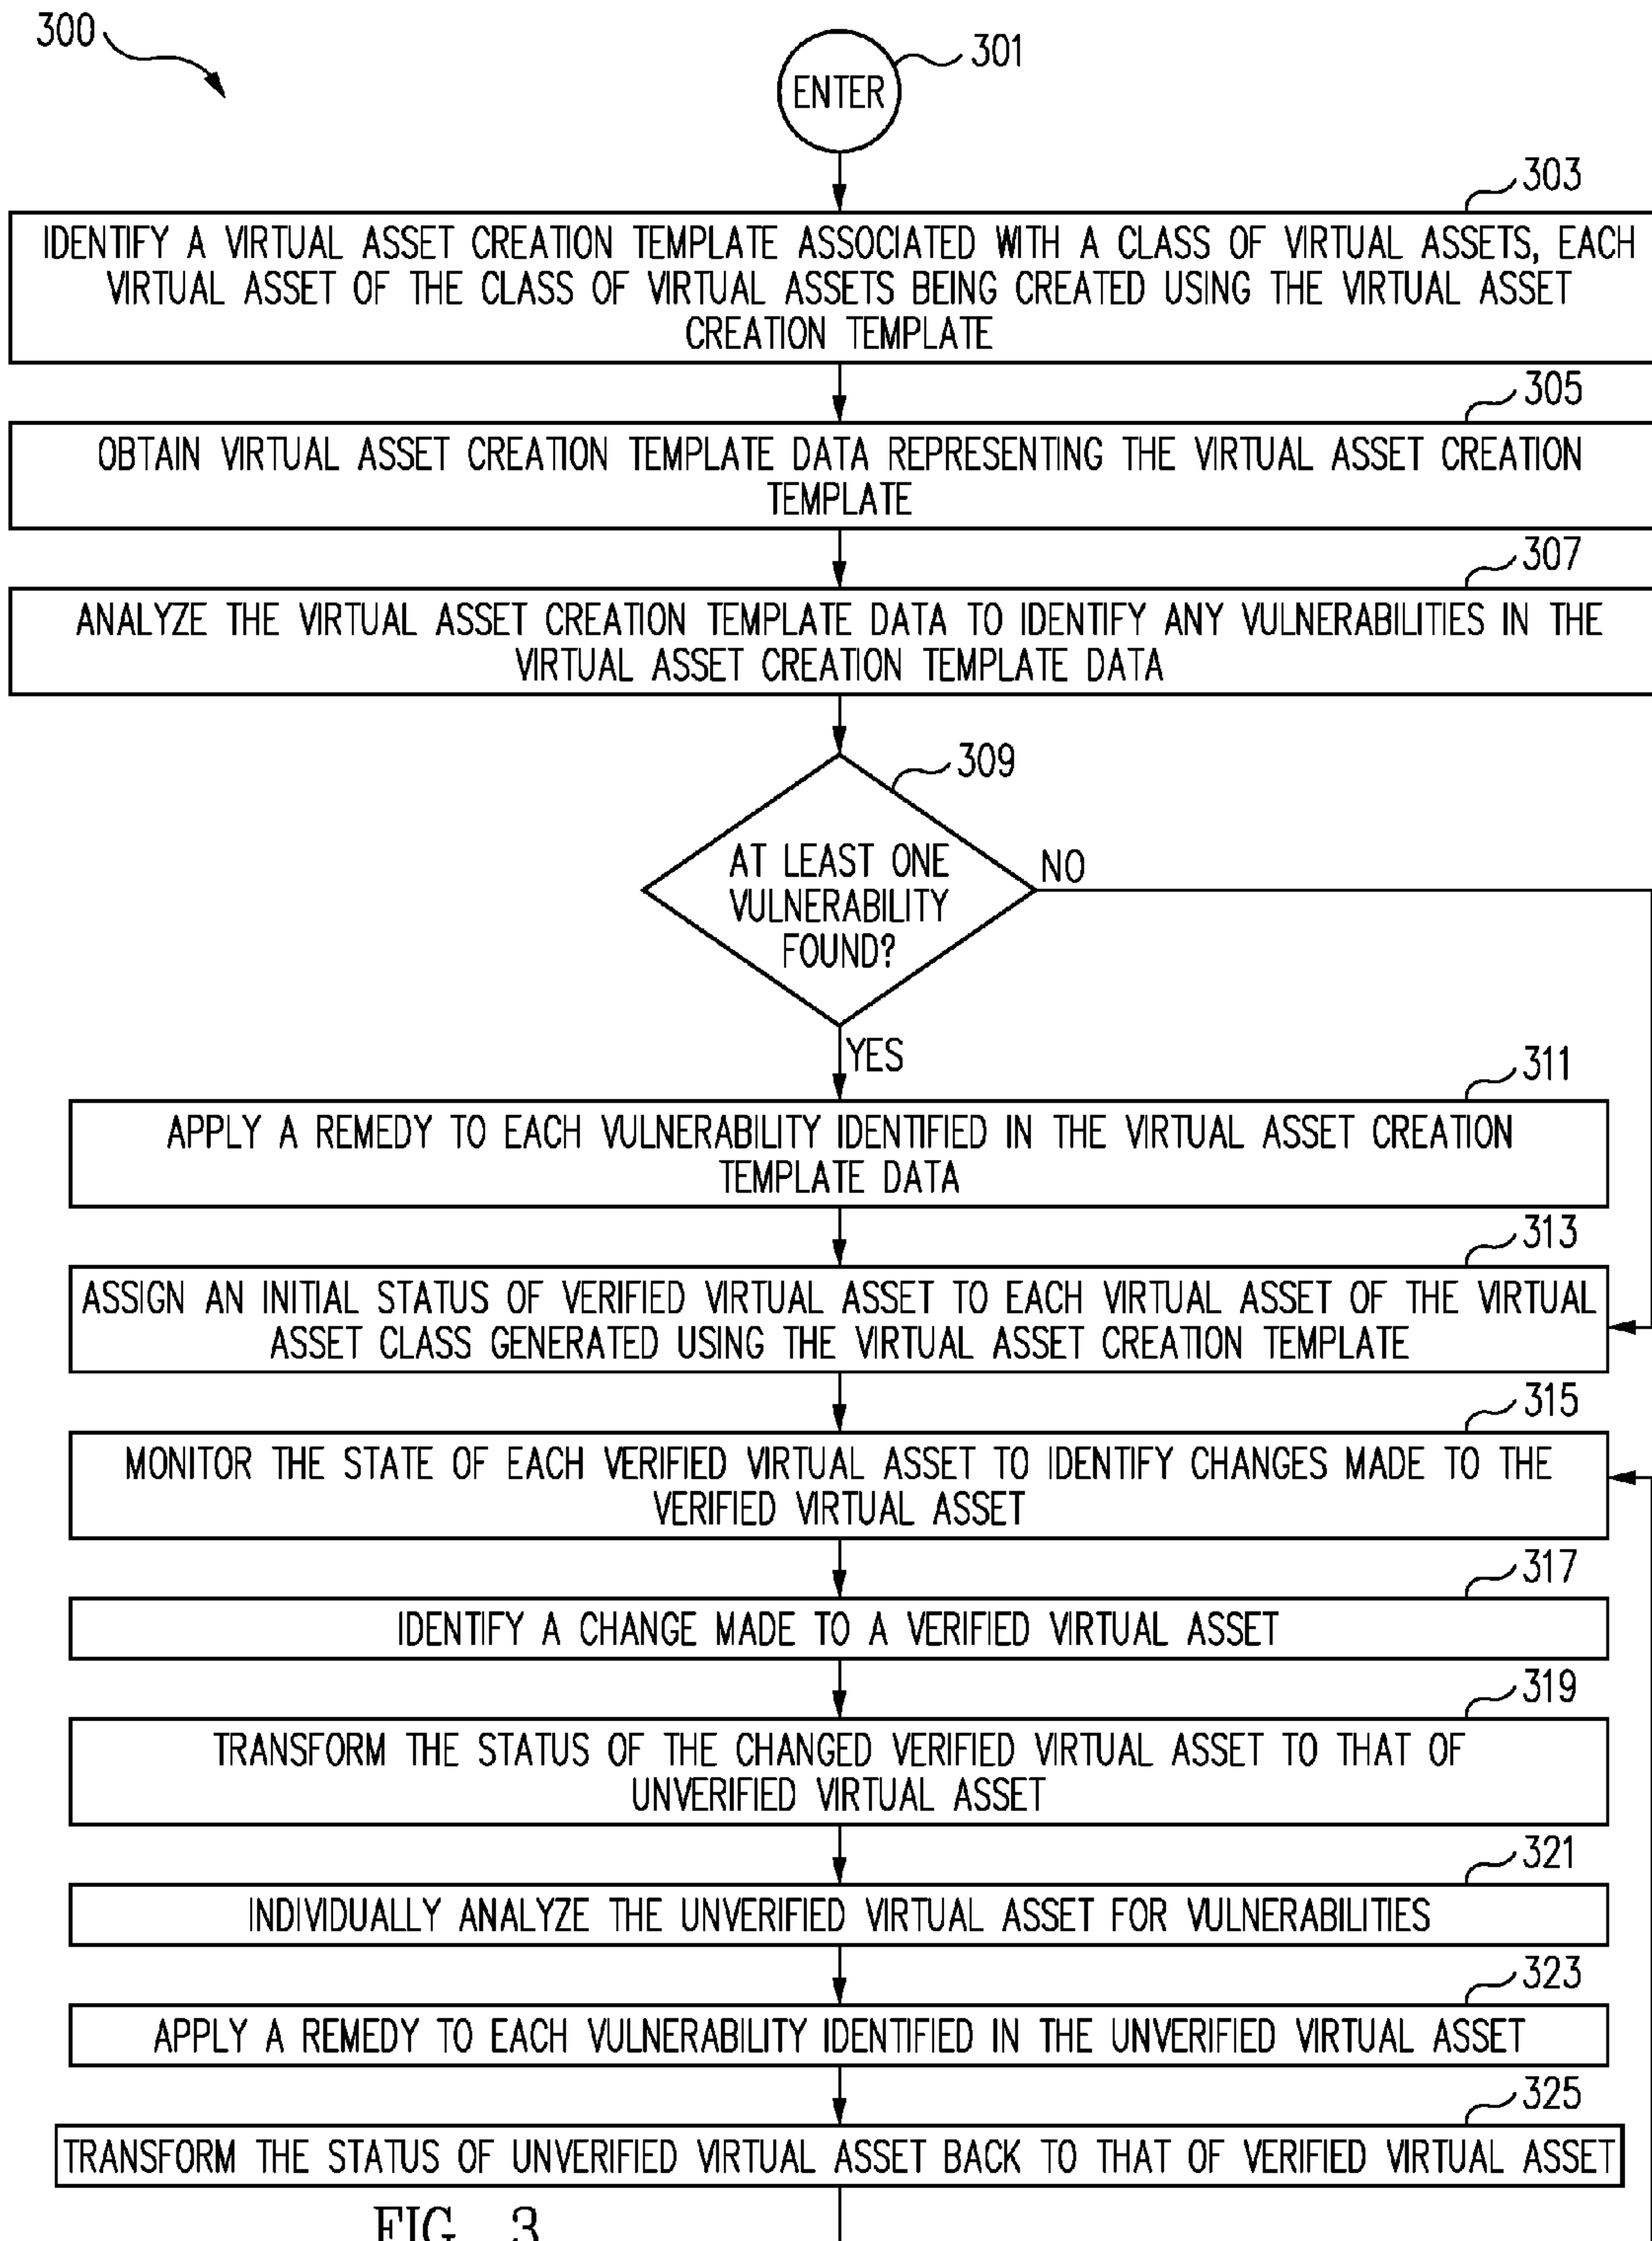 300
301
ENTER
303
IDENTIFY A VIRTUAL ASSET CREATION TEMPLATE ASSOCIATED WITH A CLASS OF VIRTUAL ASSETS, EACH
VIRTUAL ASSET OF THE CLASS OF VIRTUAL ASSETS BEING CREATED USING THE VIRTUAL ASSET
CREATION TEMPLATE
305
OBTAIN VIRTUAL ASSET CREATION TEMPLATE DATA REPRESENTING THE VIRTUAL ASSET CREATION
TEMPLATE
307
ANALYZE THE VIRTUAL ASSET CREATION TEMPLATE DATA TO IDENTIFY ANY VULNERABILITIES IN THE
VIRTUAL ASSET CREATION TEMPLATE DATA
309
AT LEAST ONE
VULNERABILITY
FOUND?
NO
YES
311
APPLY A REMEDY TO EACH VULNERABILITY IDENTIFIED IN THE VIRTUAL ASSET CREATION
TEMPLATE DATA
313
ASSIGN AN INITIAL STATUS OF VERIFIED VIRTUAL ASSET TO EACH VIRTUAL ASSET OF THE VIRTUAL
ASSET CLASS GENERATED USING THE VIRTUAL ASSET CREATION TEMPLATE
315
MONITOR THE STATE OF EACH VERIFIED VIRTUAL ASSET TO IDENTIFY CHANGES MADE TO THE
VERIFIED VIRTUAL ASSET
317
IDENTIFY A CHANGE MADE TO A VERIFIED VIRTUAL ASSET
319
TRANSFORM THE STATUS OF THE CHANGED VERIFIED VIRTUAL ASSET TO THAT OF
UNVERIFIED VIRTUAL ASSET
321
INDIVIDUALLY ANALYZE THE UNVERIFIED VIRTUAL ASSET FOR VULNERABILITIES
323
APPLY A REMEDY TO EACH VULNERABILITY IDENTIFIED IN THE UNVERIFIED VIRTUAL ASSET
325
TRANSFORM THE STATUS OF UNVERIFIED VIRTUAL ASSET BACK TO THAT OF VERIFIED VIRTUAL ASSET
FIG. 3